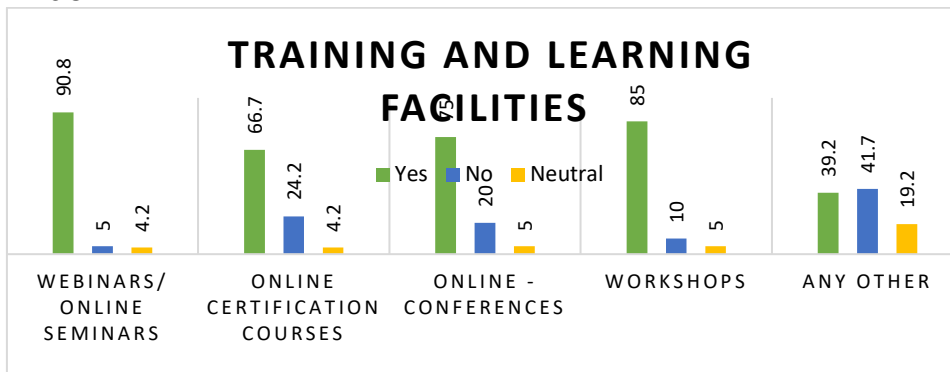 TRAINING AND LEARNING
FACILITIES
Yes No Neutral
90.8 5 4.2
66.7 24.2 4.2
75 20 5
85 10 5
39.2 41.7 19.2
WEBINARS/
ONLINE
SEMINARS
ONLINE
CERTIFICATION
COURSES
ONLINE -
CONFERENCES
WORKSHOPS
ANY OTHER